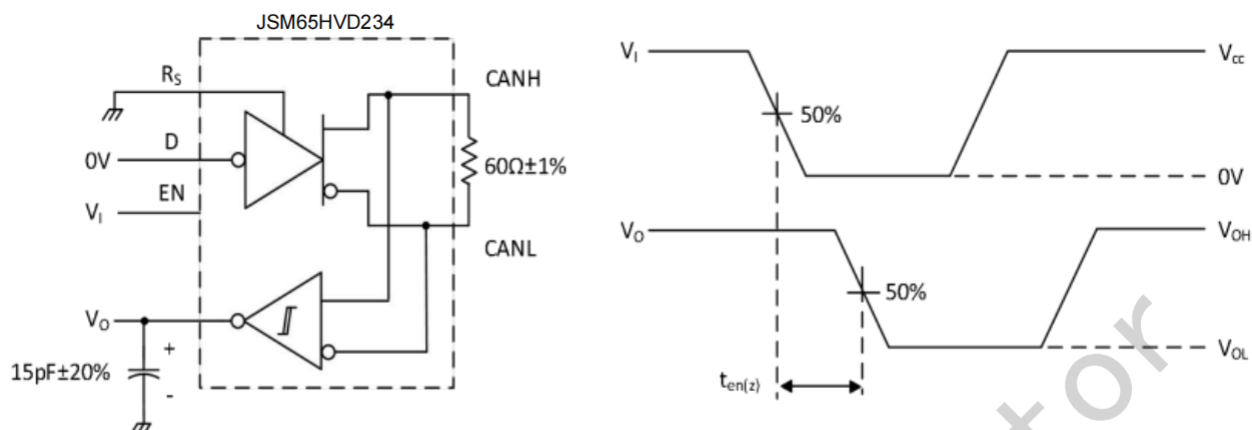 JSM65HVD234
R_S
CANH
D
0V
EN
60Ω±1%
V_I
CANL
V_O
+
15pF±20%
-
V_I
V_cc
50%
0V
V_O
V_OH
50%
V_OL
t_en(z)
tor